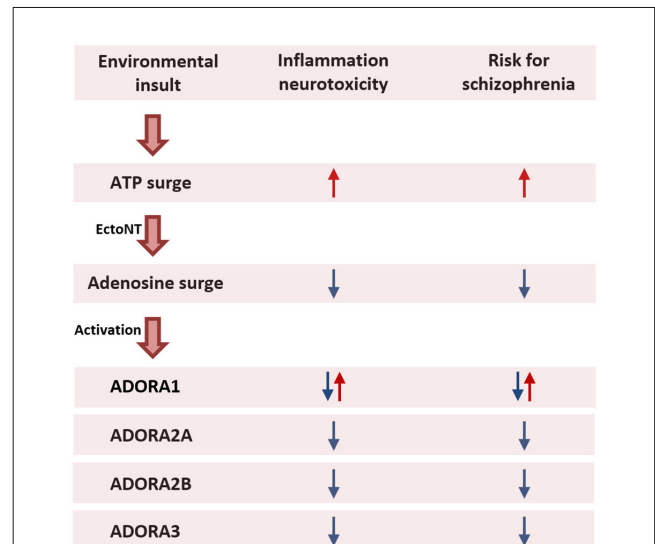 Environmental
insult
Inflammation
neurotoxicity
Risk for
schizophrenia
ATP surge
EctoNT
Adenosine surge
Activation
ADORA1
ADORA2A
ADORA2B
ADORA3